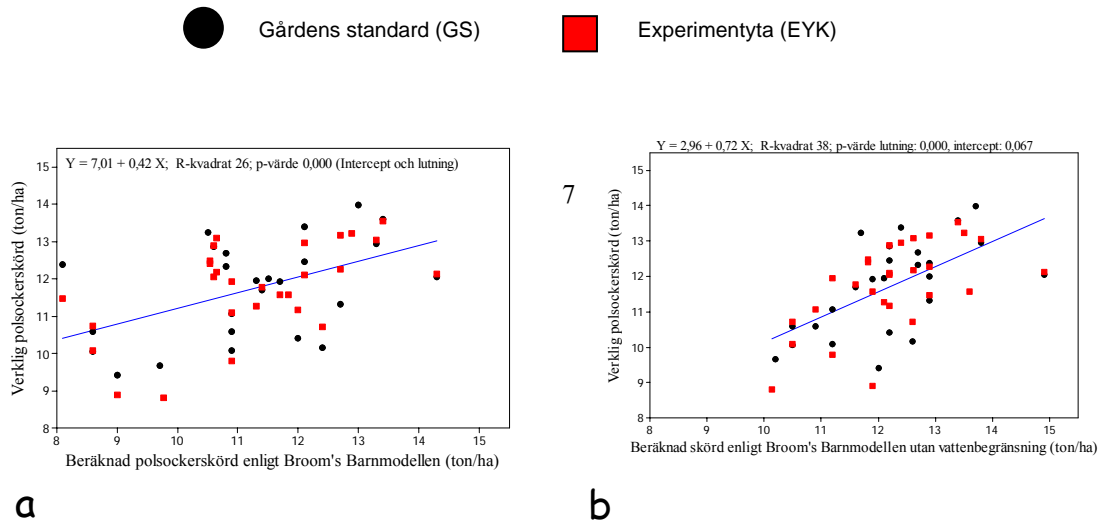 Gårdens standard (GS)
Experimentyta (EYK)
Y = 7,01 + 0,42 X; R-kvadrat 26; p-värde 0,000 (Intercept och lutning)
Verklig polsockerskörd (ton/ha)
15
14
13
12
11
10
9
8
8 9 10 11 12 13 14 15
Beräknad polsockerskörd enligt Broom's Barnmodellen (ton/ha)
a
7
Y = 2,96 + 0,72 X; R-kvadrat 38; p-värde lutning: 0,000, intercept: 0,067
Verklig polsockerskörd (ton/ha)
15
14
13
12
11
10
9
8
8 9 10 11 12 13 14 15
Beräknad skörd enligt Broom's Barnmodellen utan vattenbegränsning (ton/ha)
b